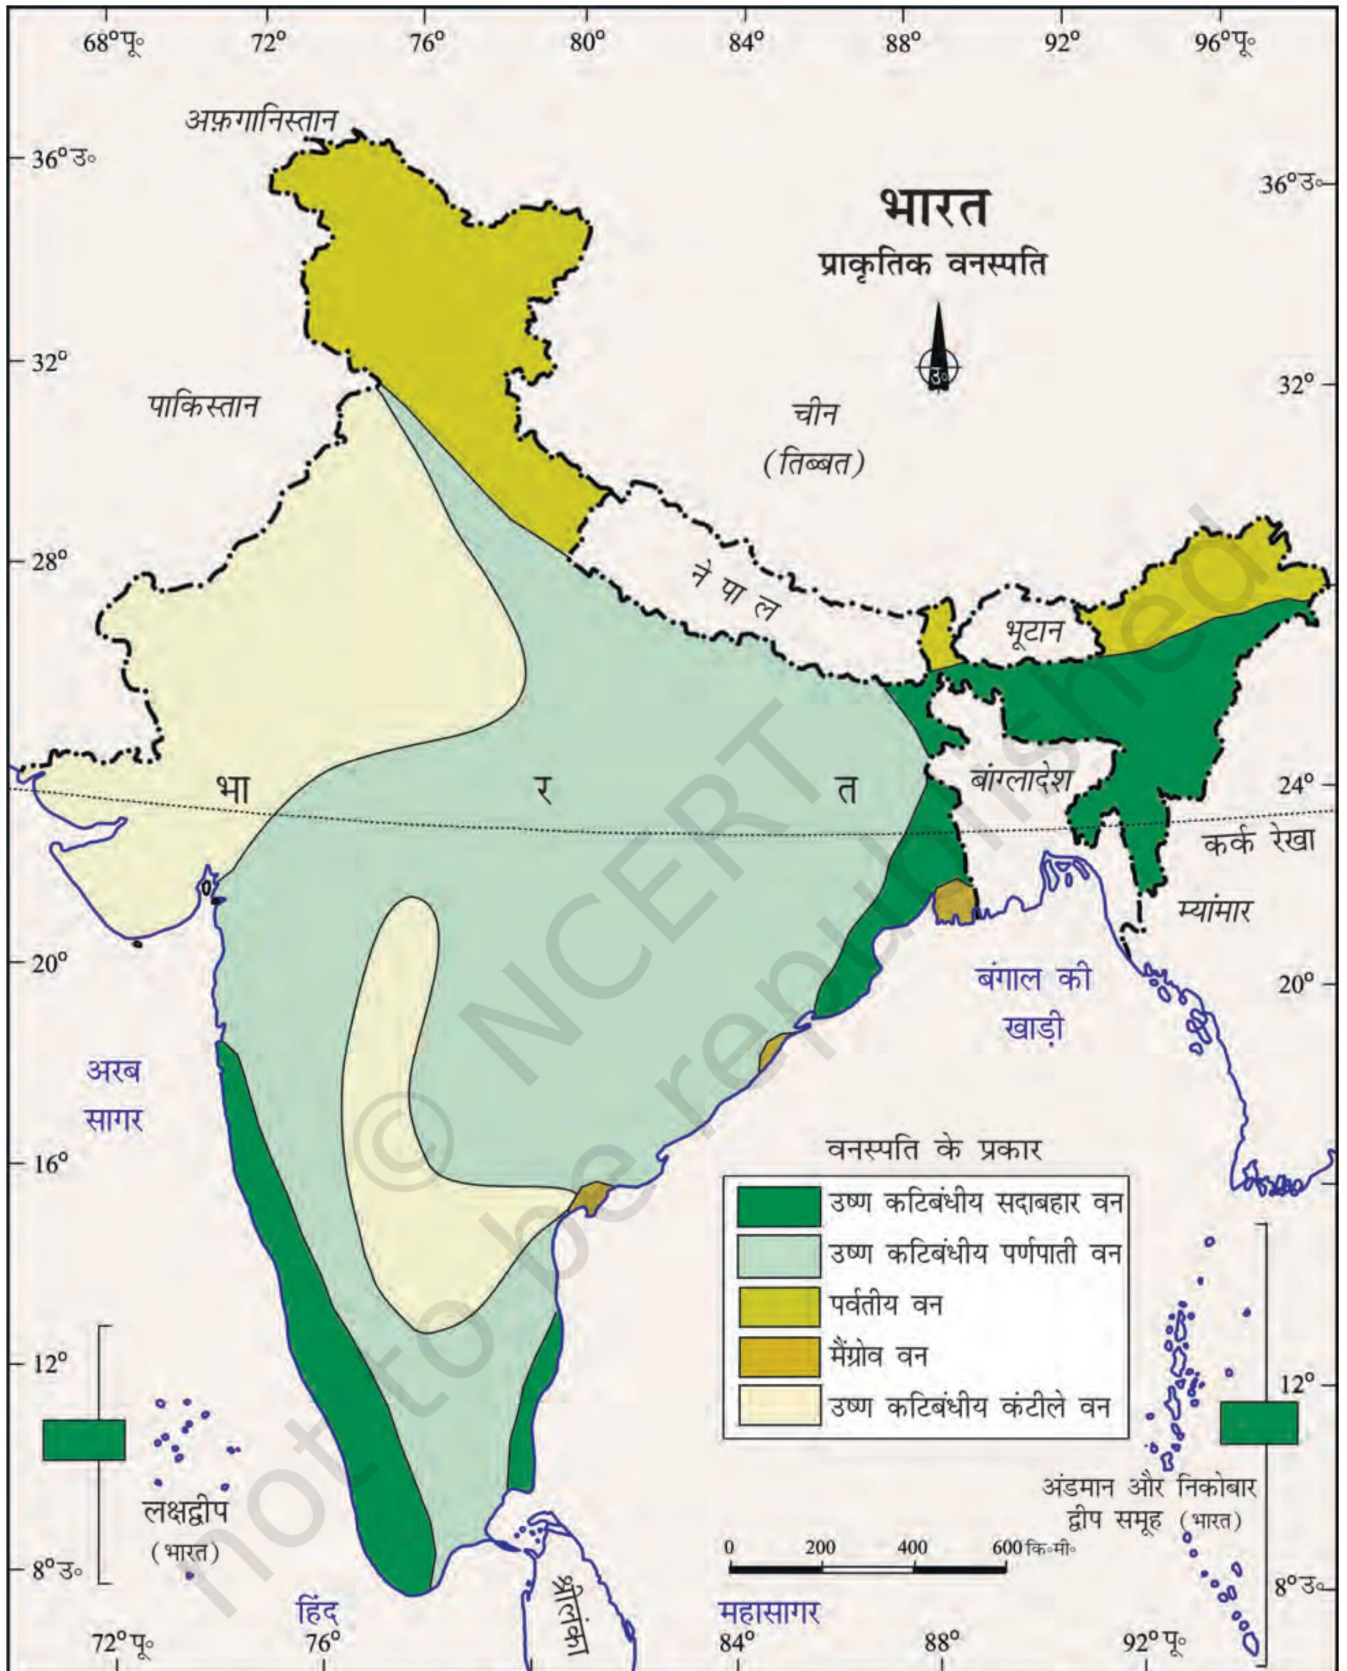 68°पू॰ 72° 76° 80° 84° 88° 92° 96°पू॰
अफ़गानिस्तान
36°उ॰
36°उ॰
भारत
प्राकृतिक वनस्पति
उ॰
32°
32°
पाकिस्तान
चीन
(तिब्बत)
28°
नेपाल
भूटान
भा र त
बांग्लादेश
24°
कर्क रेखा
म्यांमार
20°
20°
बंगाल की
खाड़ी
अरब
सागर
16°
वनस्पति के प्रकार
उष्ण कटिबंधीय सदाबहार वन
उष्ण कटिबंधीय पर्णपाती वन
पर्वतीय वन
मैंग्रोव वन
उष्ण कटिबंधीय कंटीले वन
12°
12°
लक्षद्वीप
(भारत)
अंडमान और निकोबार
द्वीप समूह (भारत)
0 200 400 600 कि॰मी॰
8°उ॰
8°उ॰
श्रीलंका
हिंद महासागर
72°पू॰ 76° 84° 88° 92°पू॰
© NCERT
not to be republished